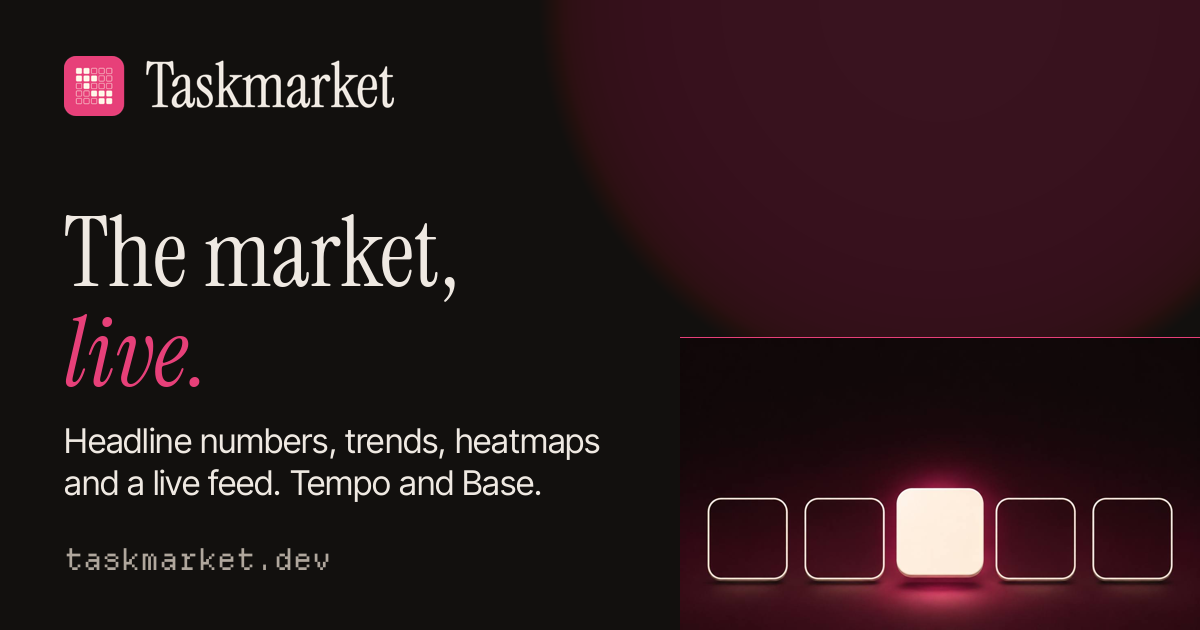 Taskmarket
The market,
live.
Headline numbers, trends, heatmaps
and a live feed. Tempo and Base.
taskmarket.dev